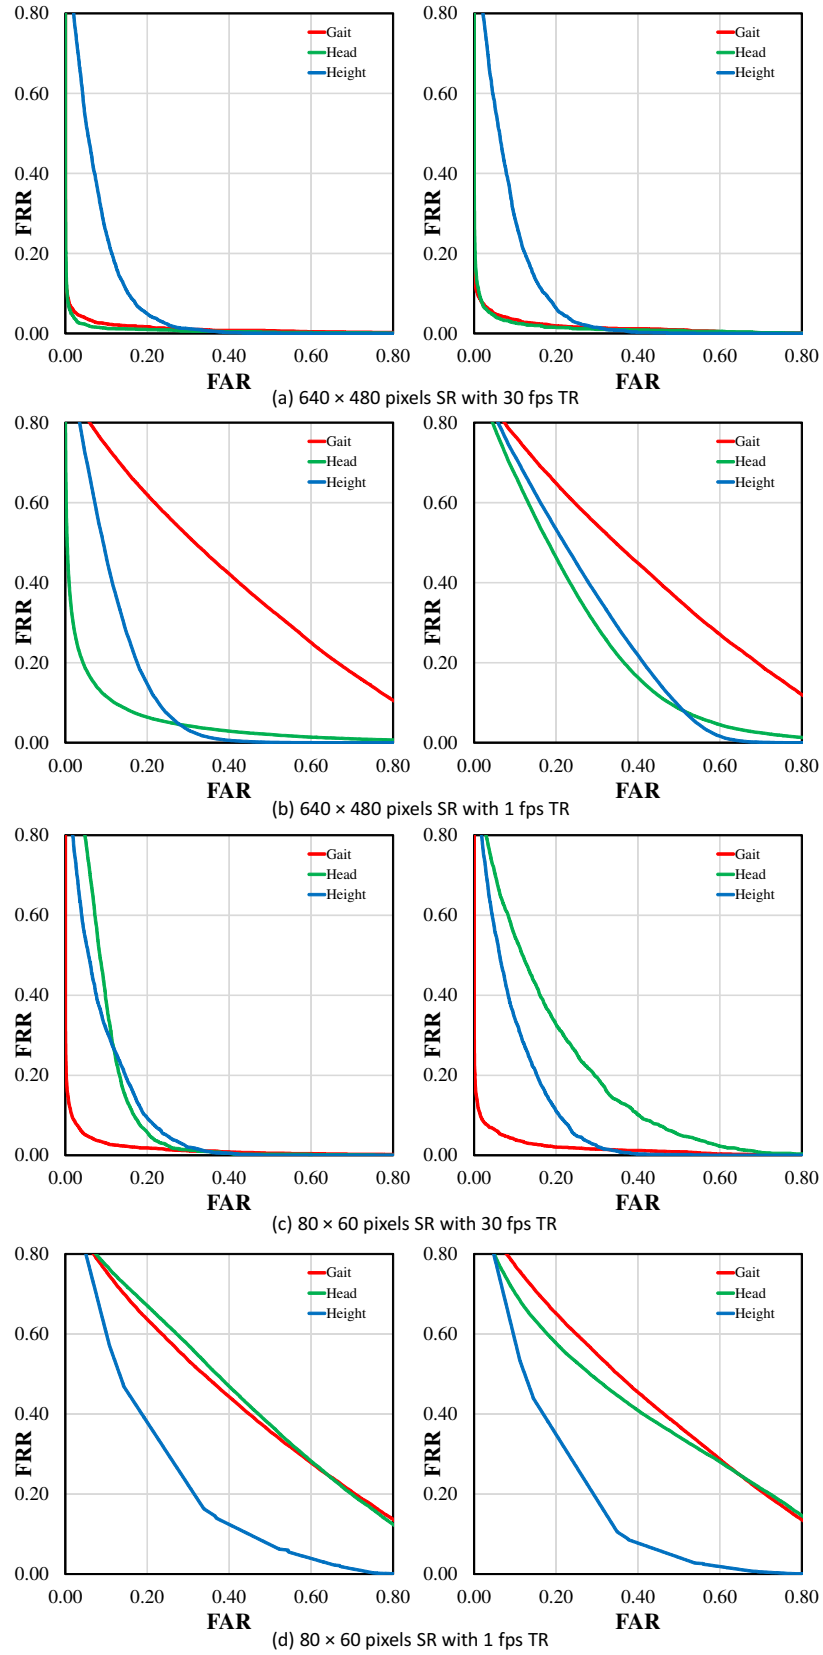 0.80
0.60
0.40
0.20
0.00
FRR
Gait
Head
Height
0.00 0.20 0.40 0.60 0.80
FAR
0.80
0.60
0.40
0.20
0.00
FRR
Gait
Head
Height
0.00 0.20 0.40 0.60 0.80
FAR
(a) 640 × 480 pixels SR with 30 fps TR
0.80
0.60
0.40
0.20
0.00
FRR
Gait
Head
Height
0.00 0.20 0.40 0.60 0.80
FAR
0.80
0.60
0.40
0.20
0.00
FRR
Gait
Head
Height
0.00 0.20 0.40 0.60 0.80
FAR
(b) 640 × 480 pixels SR with 1 fps TR
0.80
0.60
0.40
0.20
0.00
FRR
Gait
Head
Height
0.00 0.20 0.40 0.60 0.80
FAR
0.80
0.60
0.40
0.20
0.00
FRR
Gait
Head
Height
0.00 0.20 0.40 0.60 0.80
FAR
(c) 80 × 60 pixels SR with 30 fps TR
0.80
0.60
0.40
0.20
0.00
FRR
Gait
Head
Height
0.00 0.20 0.40 0.60 0.80
FAR
0.80
0.60
0.40
0.20
0.00
FRR
Gait
Head
Height
0.00 0.20 0.40 0.60 0.80
FAR
(d) 80 × 60 pixels SR with 1 fps TR